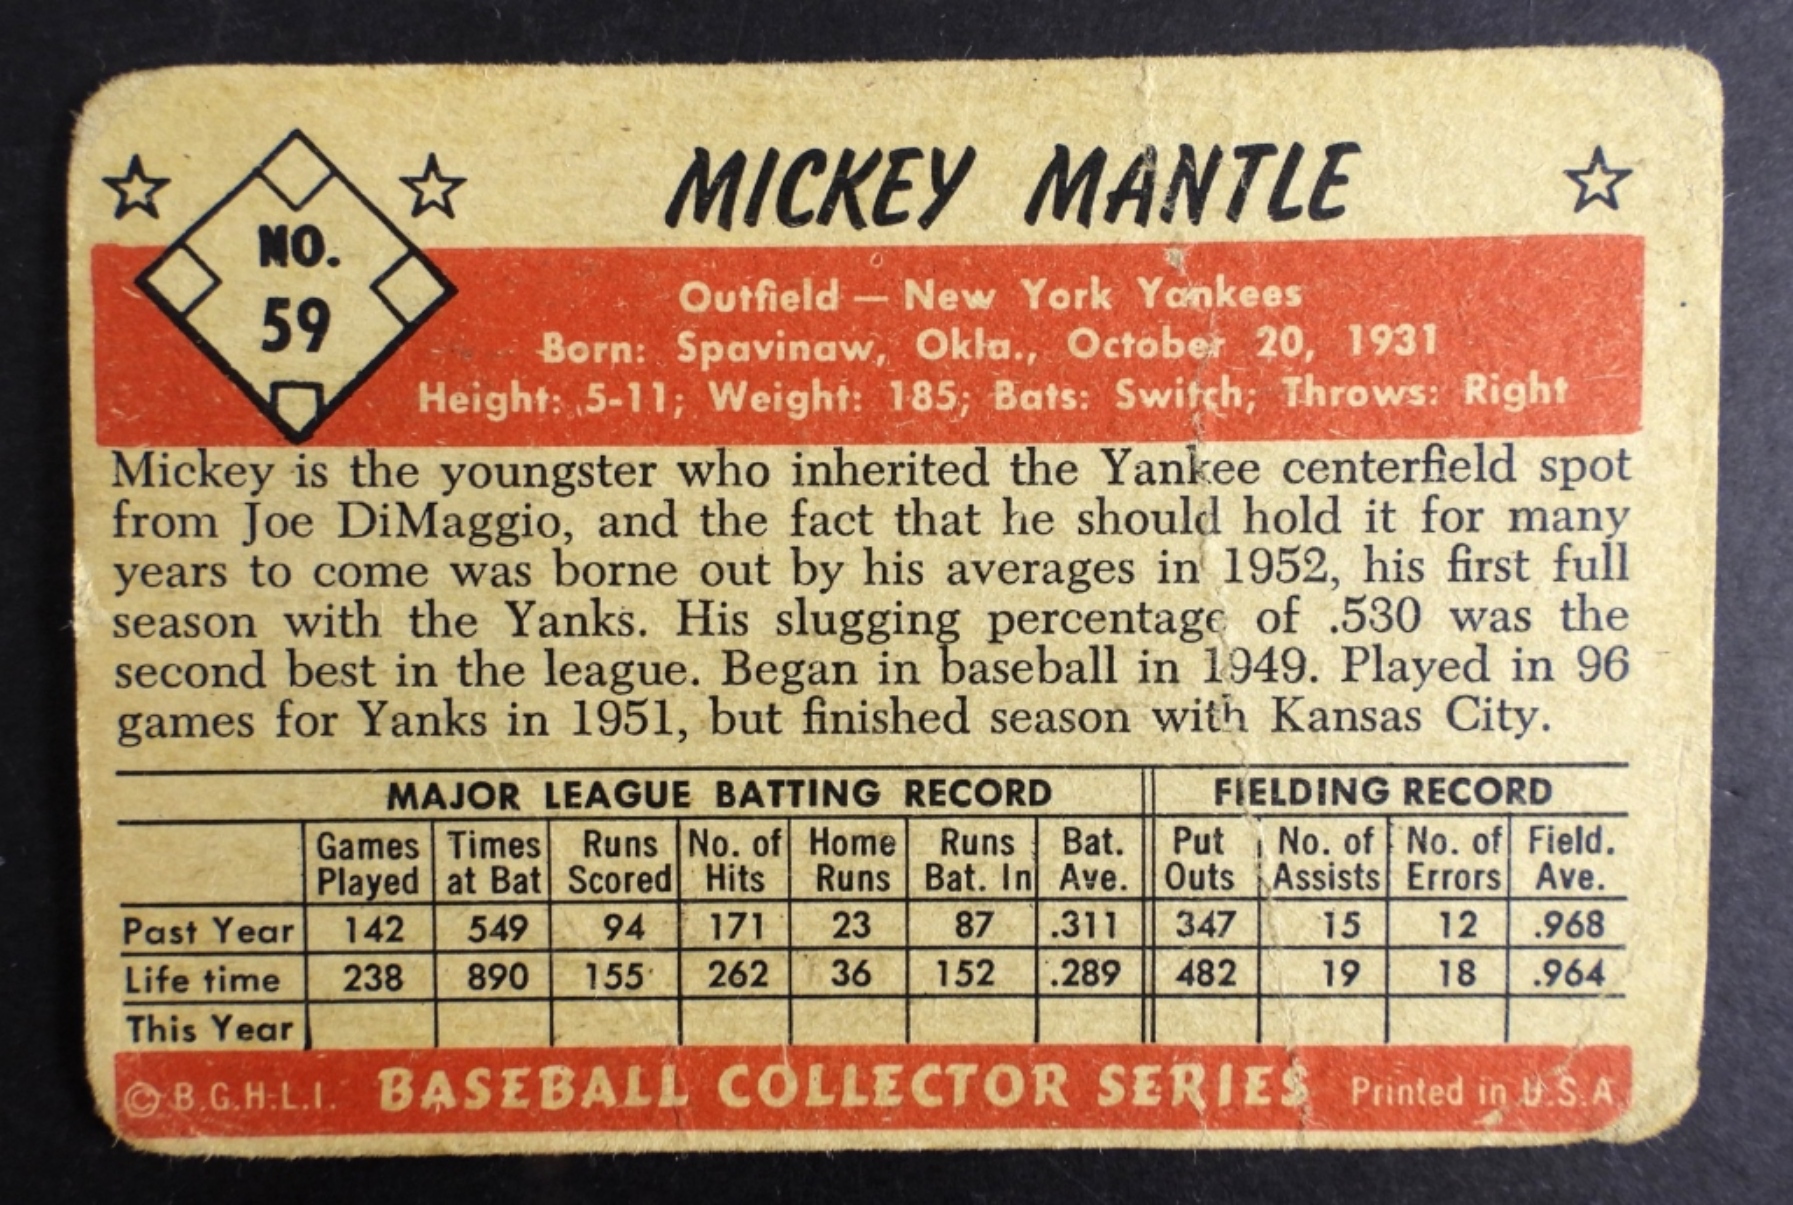 MICKEY MANTLE
NO.
59
Outfield — New York Yankees
Born: Spavinaw, Okla., October 20, 1931
Height: 5-11; Weight: 185; Bats: Switch; Throws: Right
Mickey is the youngster who inherited the Yankee centerfield spot
from Joe DiMaggio, and the fact that he should hold it for many
years to come was borne out by his averages in 1952, his first full
season with the Yanks. His slugging percentage of .530 was the
second best in the league. Began in baseball in 1949. Played in 96
games for Yanks in 1951, but finished season with Kansas City.
MAJOR LEAGUE BATTING RECORD FIELDING RECORD
Games Times Runs No. of Home Runs Bat. Put No. of No. of Field.
Played at Bat Scored Hits Runs Bat. In Ave. Outs Assists Errors Ave.
Past Year 142 549 94 171 23 87 .311 347 15 12 .968
Life time 238 890 155 262 36 152 .289 482 19 18 .964
This Year
© B.G.H.L.I. BASEBALL COLLECTOR SERIES Printed in U.S.A